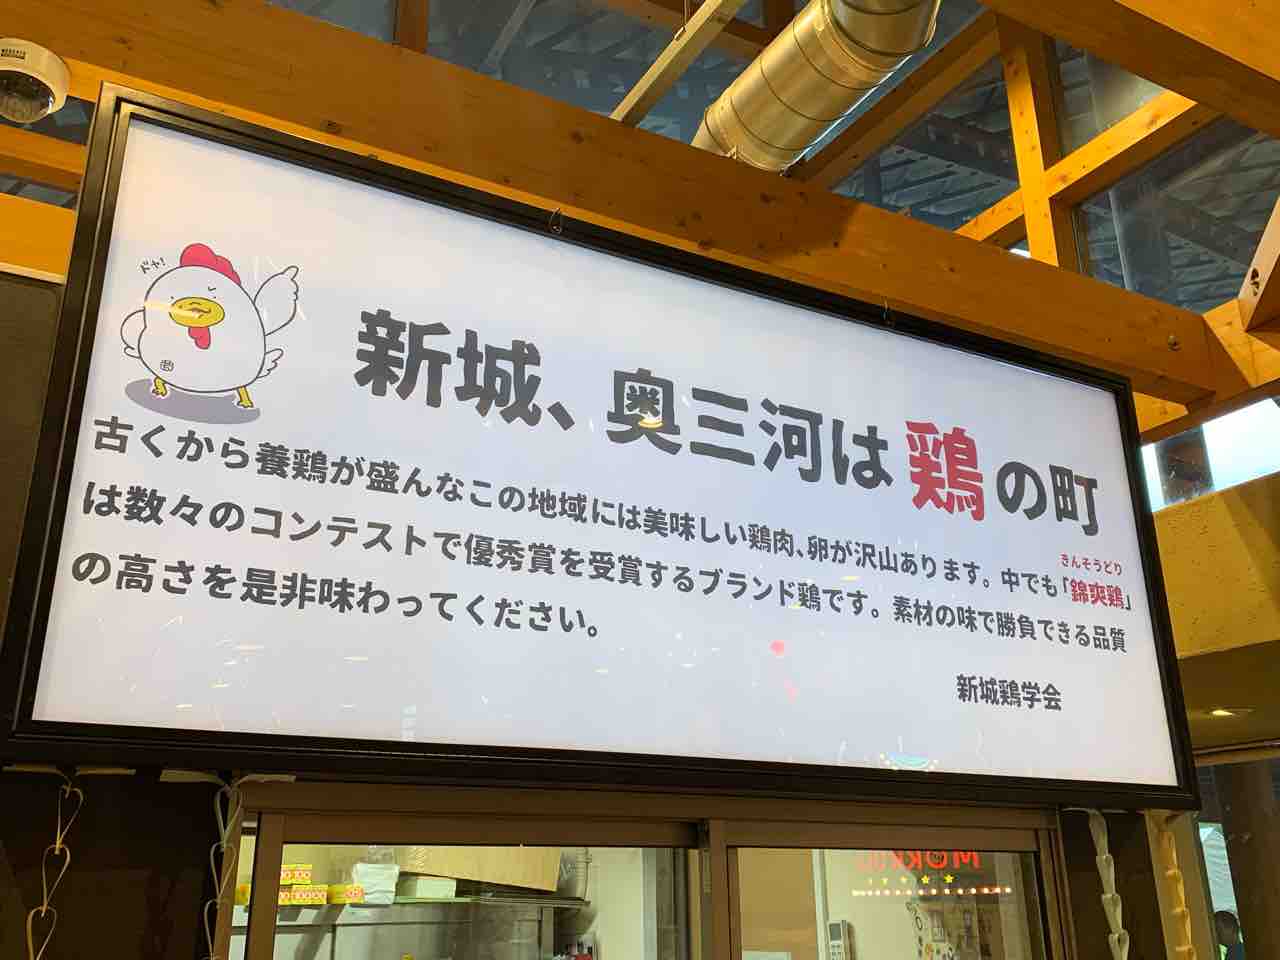 ドヤ!
新城、奥三河は鶏の町
古くから養鶏が盛んなこの地域には美味しい鶏肉、卵が沢山あります。中でも「錦爽鶏」
きんそうどり
は数々のコンテストで優秀賞を受賞するブランド鶏です。素材の味で勝負できる品質
の高さを是非味わってください。
新城鶏学会